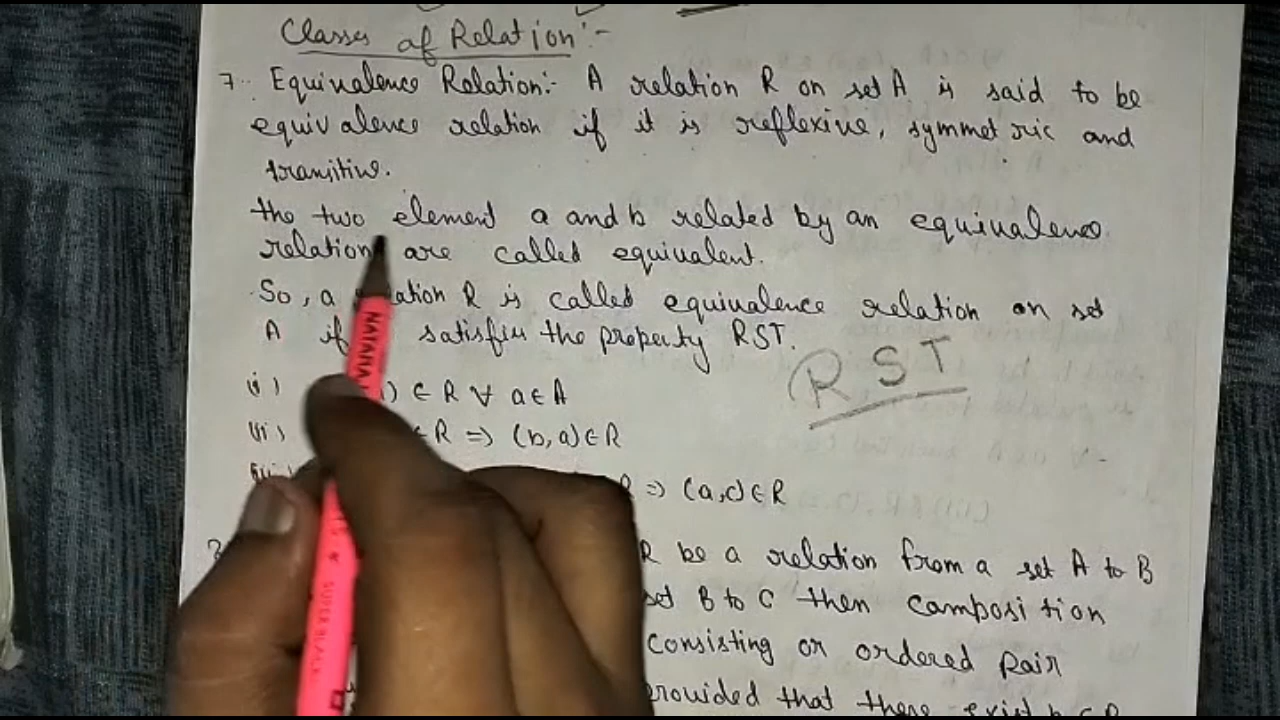 Classes of Relation:-
7. Equivalence Relation:- A relation R on set A is said to be
equivalence relation if it is reflexive, symmetric and
transitive.
the two element a and b related by an equivalence
relation are called equivalent.
So, a R is called equivalence relation on set
A if satisfies the property RST.
RST
(i) ) ∈ R ∀ a ∈ A
(ii) ∈ R => (b,a) ∈ R
R => (a,c) ∈ R
R be a relation from a set A to B
set B to C then composition
consisting or ordered pair
provided that there exist b ∈ B
NATARAJ
SUPER BLACK